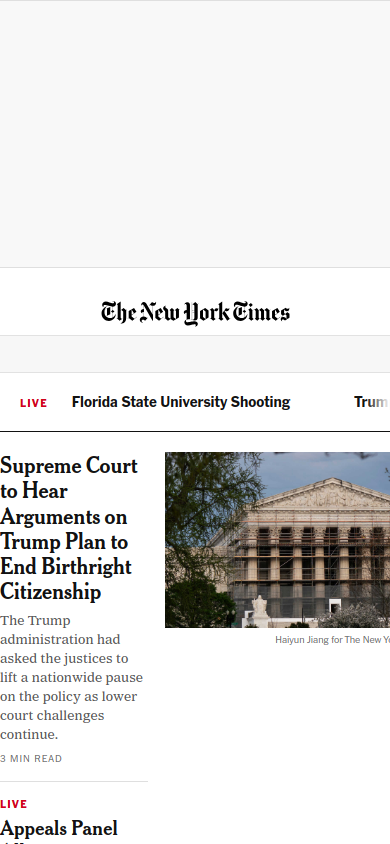 The New York Times
LIVE Florida State University Shooting Trum
Supreme Court
to Hear
Arguments on
Trump Plan to
End Birthright
Citizenship
The Trump
administration had
asked the justices to
lift a nationwide pause
on the policy as lower
court challenges
continue.
3 MIN READ
Haiyun Jiang for The New Yo
LIVE
Appeals Panel